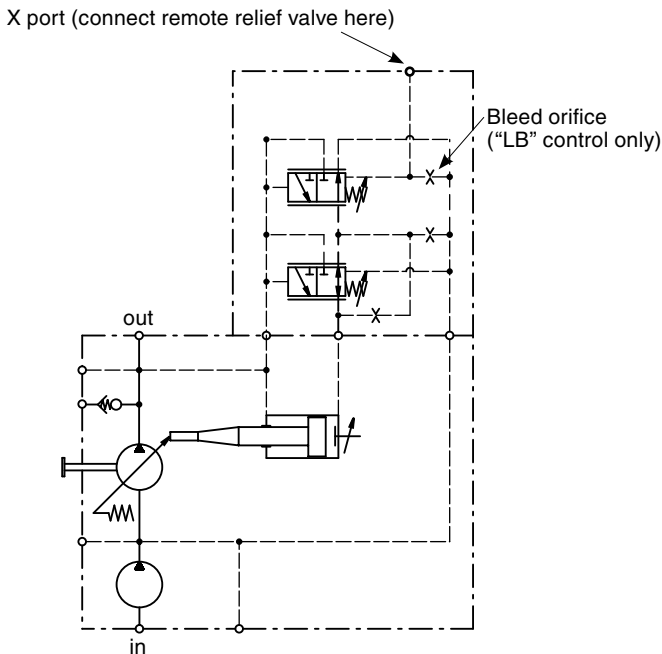 X port (connect remote relief valve here)
Bleed orifice
(“LB” control only)
out
in